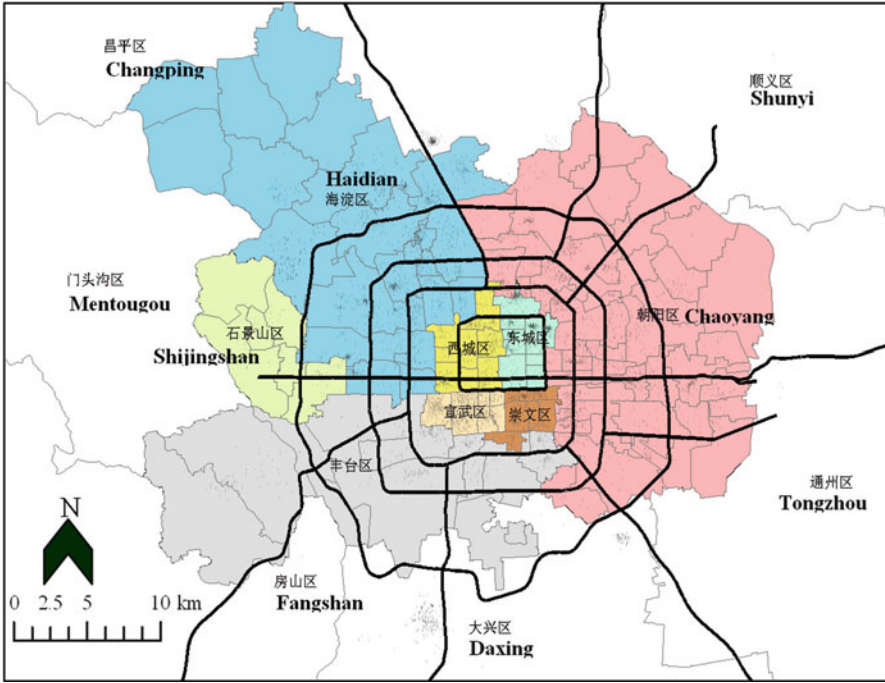 昌平区
Changping
顺义区
Shunyi
Haidian
海淀区
门头沟区
Mentougou
石景山区
Shijingshan
西城区
东城区
朝阳区
Chaoyang
宣武区
崇文区
丰台区
通州区
Tongzhou
N
房山区
Fangshan
0 2.5 5 10 km
大兴区
Daxing